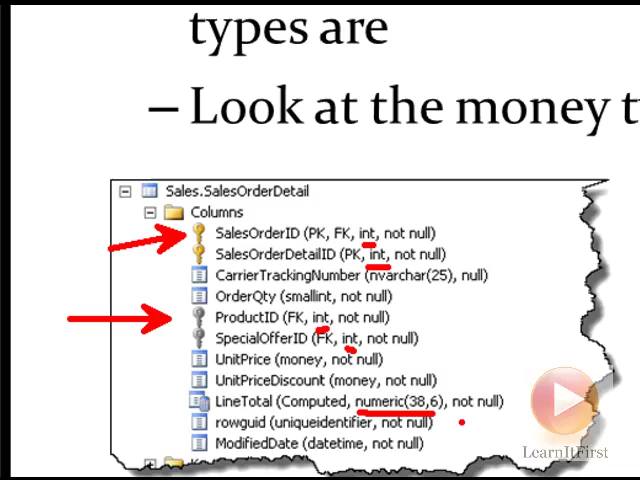 types are
– Look at the money t
Sales.SalesOrderDetail
Columns
SalesOrderID (PK, FK, int, not null)
SalesOrderDetailID (PK, int, not null)
CarrierTrackingNumber (nvarchar(25), null)
OrderQty (smallint, not null)
ProductID (FK, int, not null)
SpecialOfferID (FK, int, not null)
UnitPrice (money, not null)
UnitPriceDiscount (money, not null)
LineTotal (Computed, numeric(38,6), not null)
rowguid (uniqueidentifier, not null)
ModifiedDate (datetime, not null)
LearnItFirst